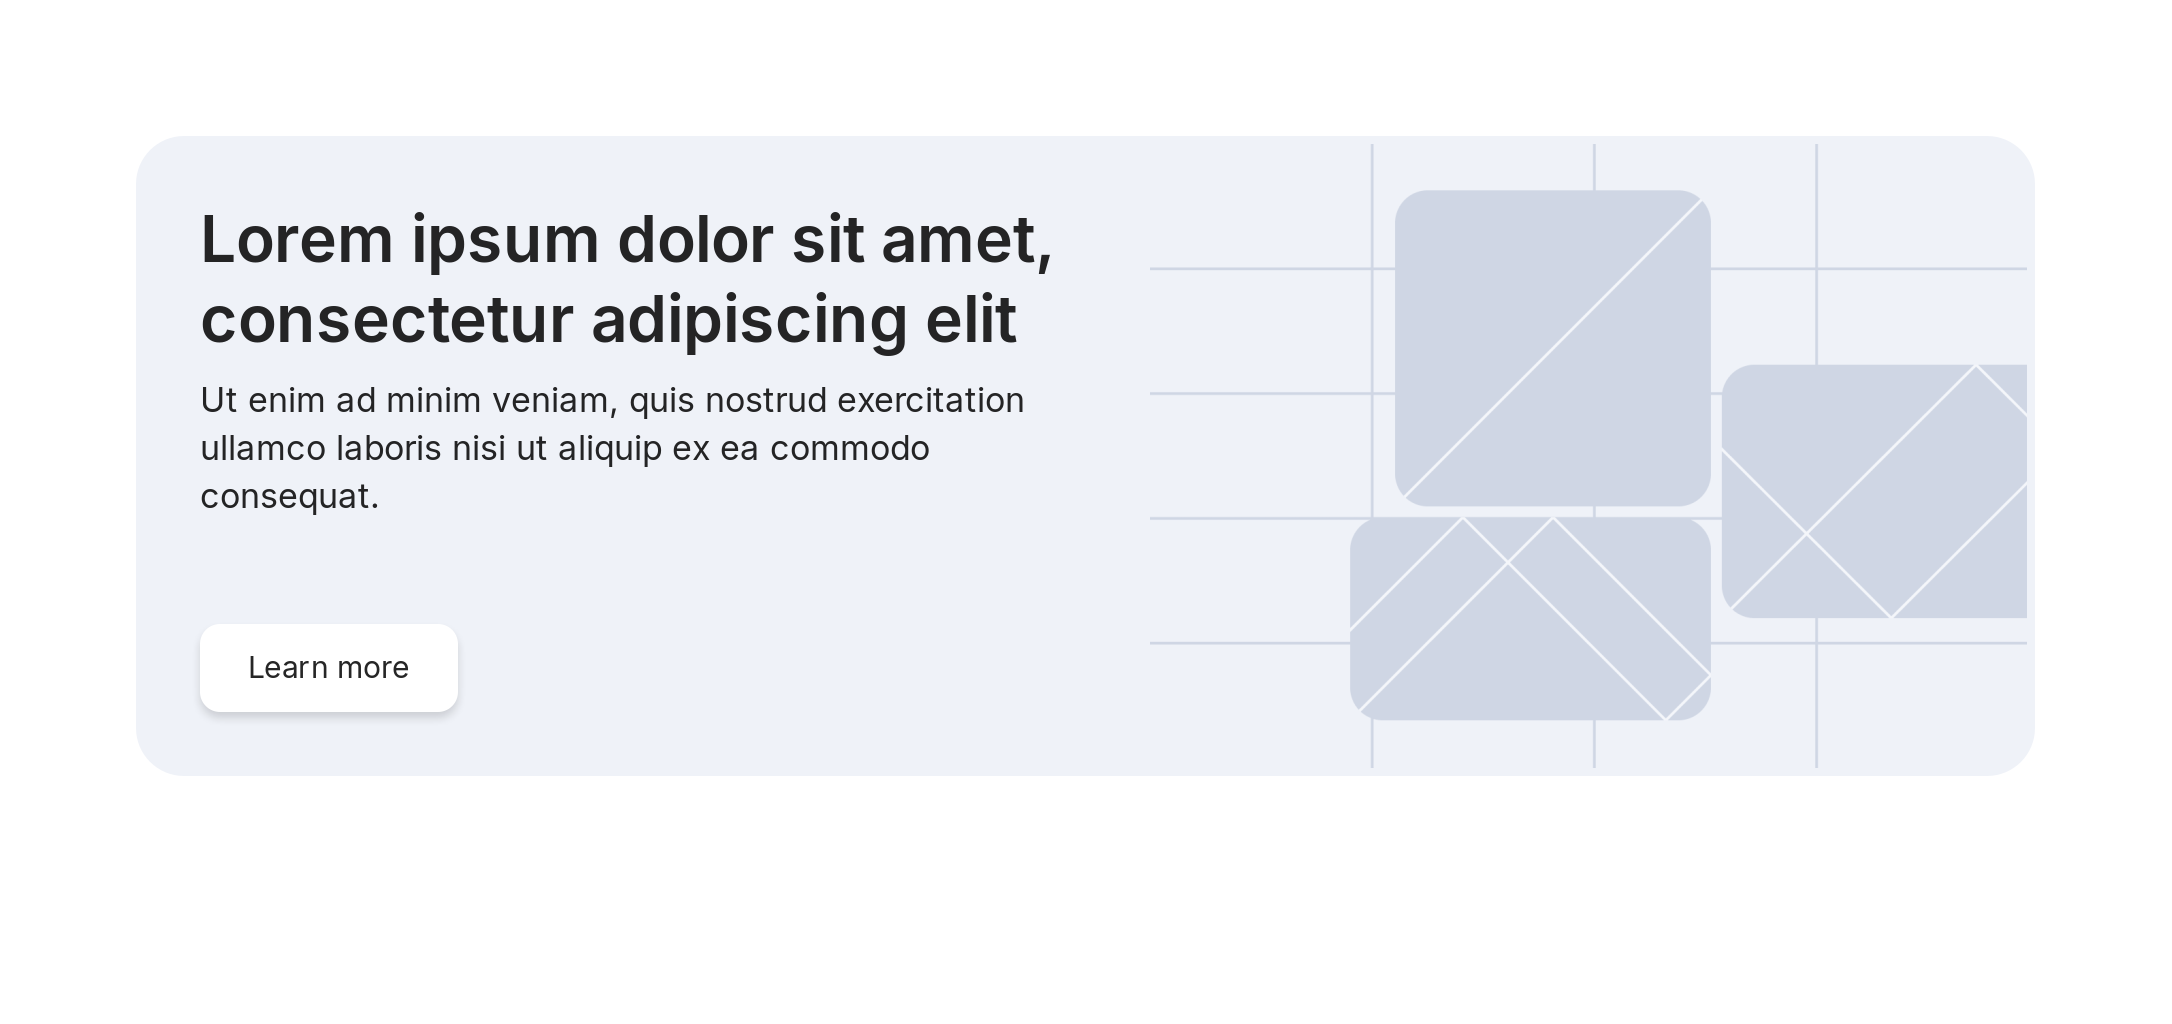 Lorem ipsum dolor sit amet,
consectetur adipiscing elit
Ut enim ad minim veniam, quis nostrud exercitation
ullamco laboris nisi ut aliquip ex ea commodo
consequat.
Learn more